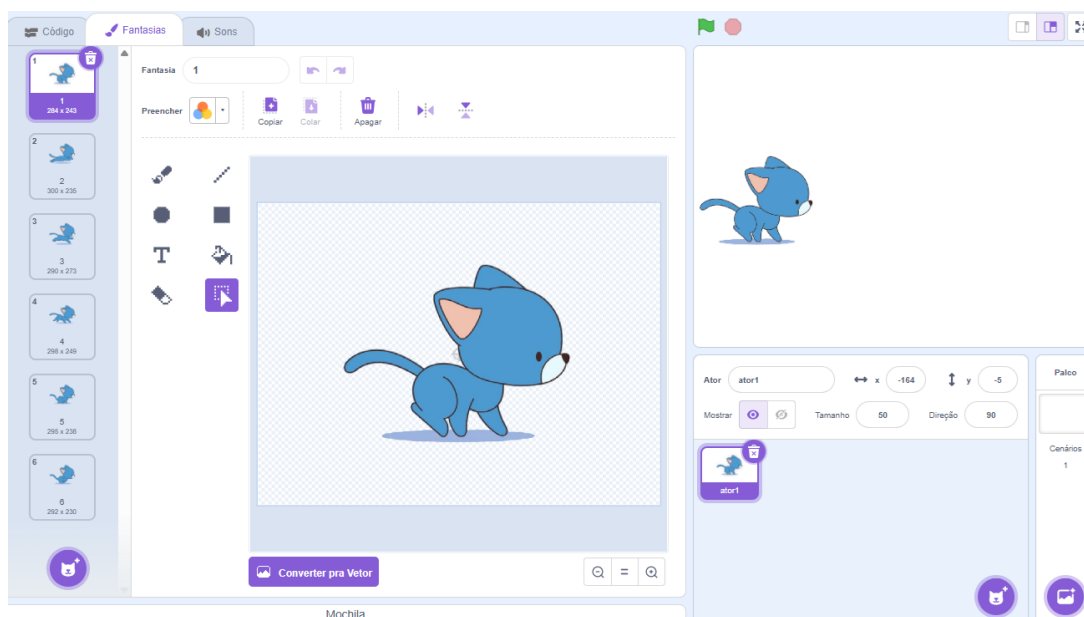 Código
Fantasias
Sons
1
1
284 x 243
2
2
300 x 235
3
3
290 x 273
4
4
298 x 249
5
5
295 x 238
6
6
292 x 230
Fantasia 1
Preencher
Copiar
Colar
Apagar
T
Converter pra Vetor
Mochila
Ator ator1 x -164 y -5
Mostrar Tamanho 50 Direção 90
ator1
Palco
Cenários
1